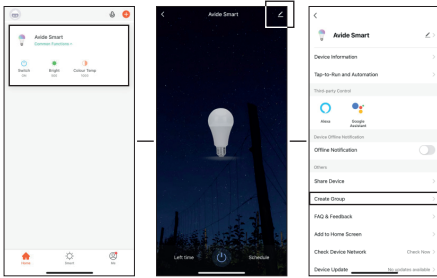 Avide Smart
Common Functions
Switch
Bright
Colour Temp
Home
Smart
Me
Avide Smart
Left time
Schedule
Avide Smart
Device Information
Tap-to-Run and Automation
Third-party Control
Alexa
Google
Assistant
Device Offline Notification
Offline Notification
Others
Share Device
Create Group
FAQ & Feedback
Add to Home Screen
Check Device Network
Check Now
Device Update
No updates available